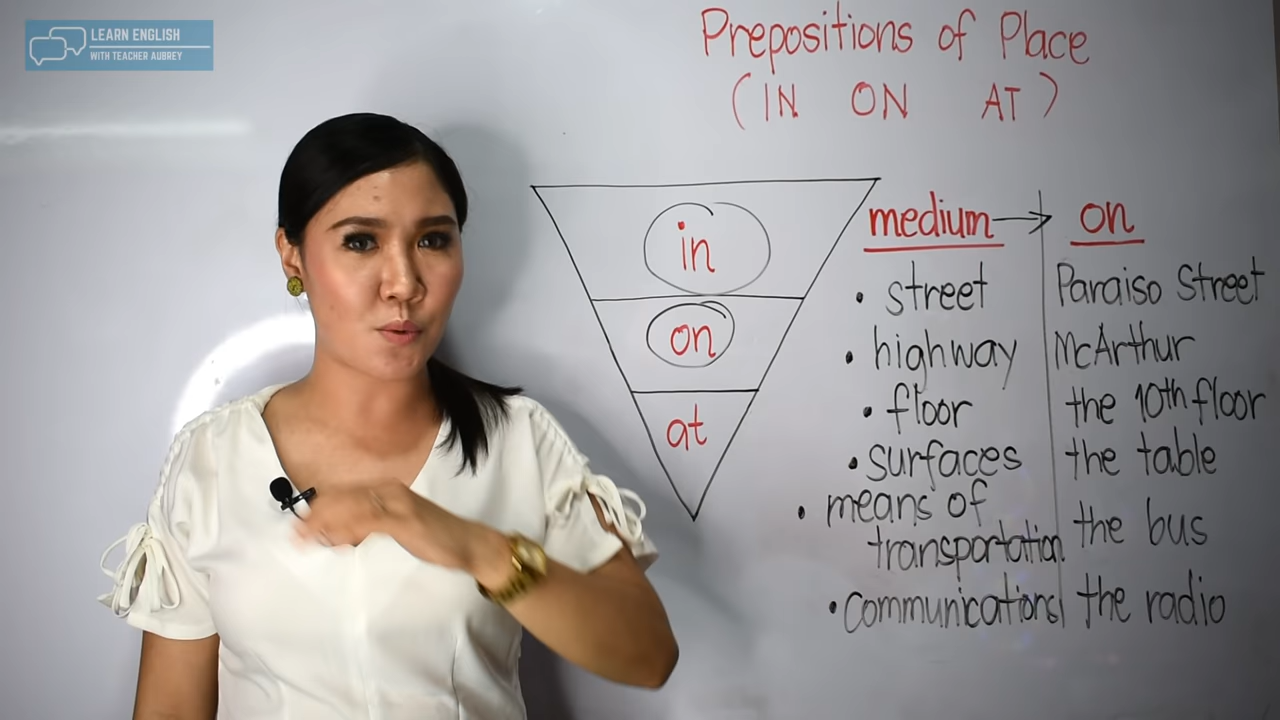 LEARN ENGLISH
WITH TEACHER AUBREY
Prepositions of Place
(IN ON AT)
in
on
at
medium → on
• street Paraiso Street
• highway McArthur
• floor the 10th floor
• surfaces the table
• means of
transportation the bus
• communications the radio